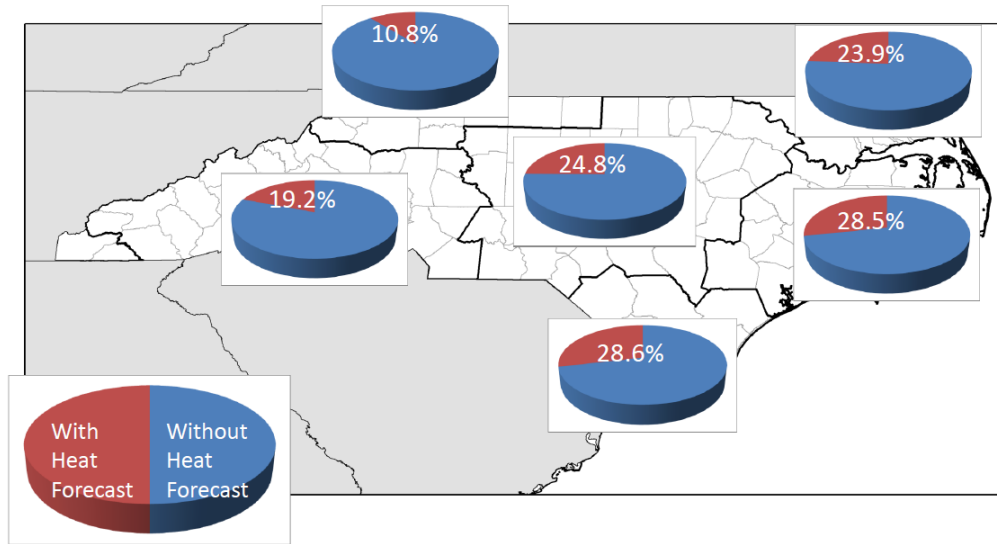 10.8%
23.9%
24.8%
19.2%
28.5%
28.6%
With
Heat
Forecast
Without
Heat
Forecast